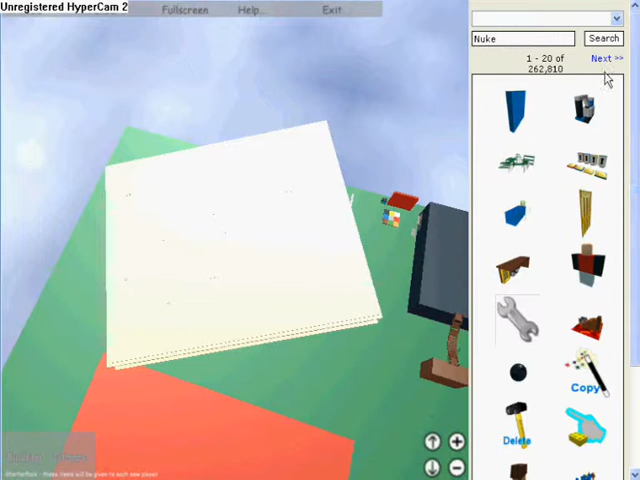 Unregistered HyperCam 2
Fullscreen Help... Exit
Nuke Search
1 - 20 of 262,810 Next >>
Copy
Delete